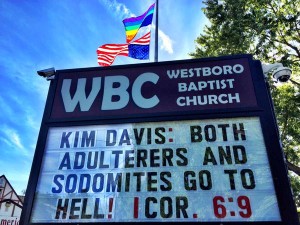 WBC WESTBORO
BAPTIST
CHURCH
KIM DAVIS: BOTH
ADULTERERS AND
SODOMITES GO TO
HELL! I COR. 6:9